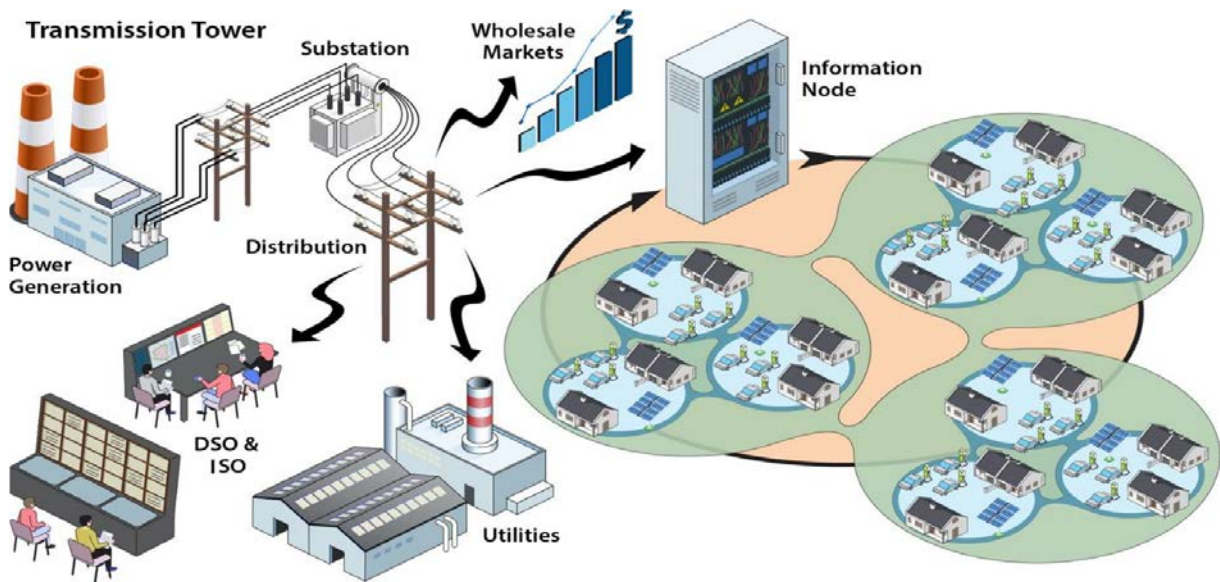 Transmission Tower
Substation
Wholesale
Markets
$
Information
Node
Distribution
Power
Generation
DSO &
ISO
Utilities